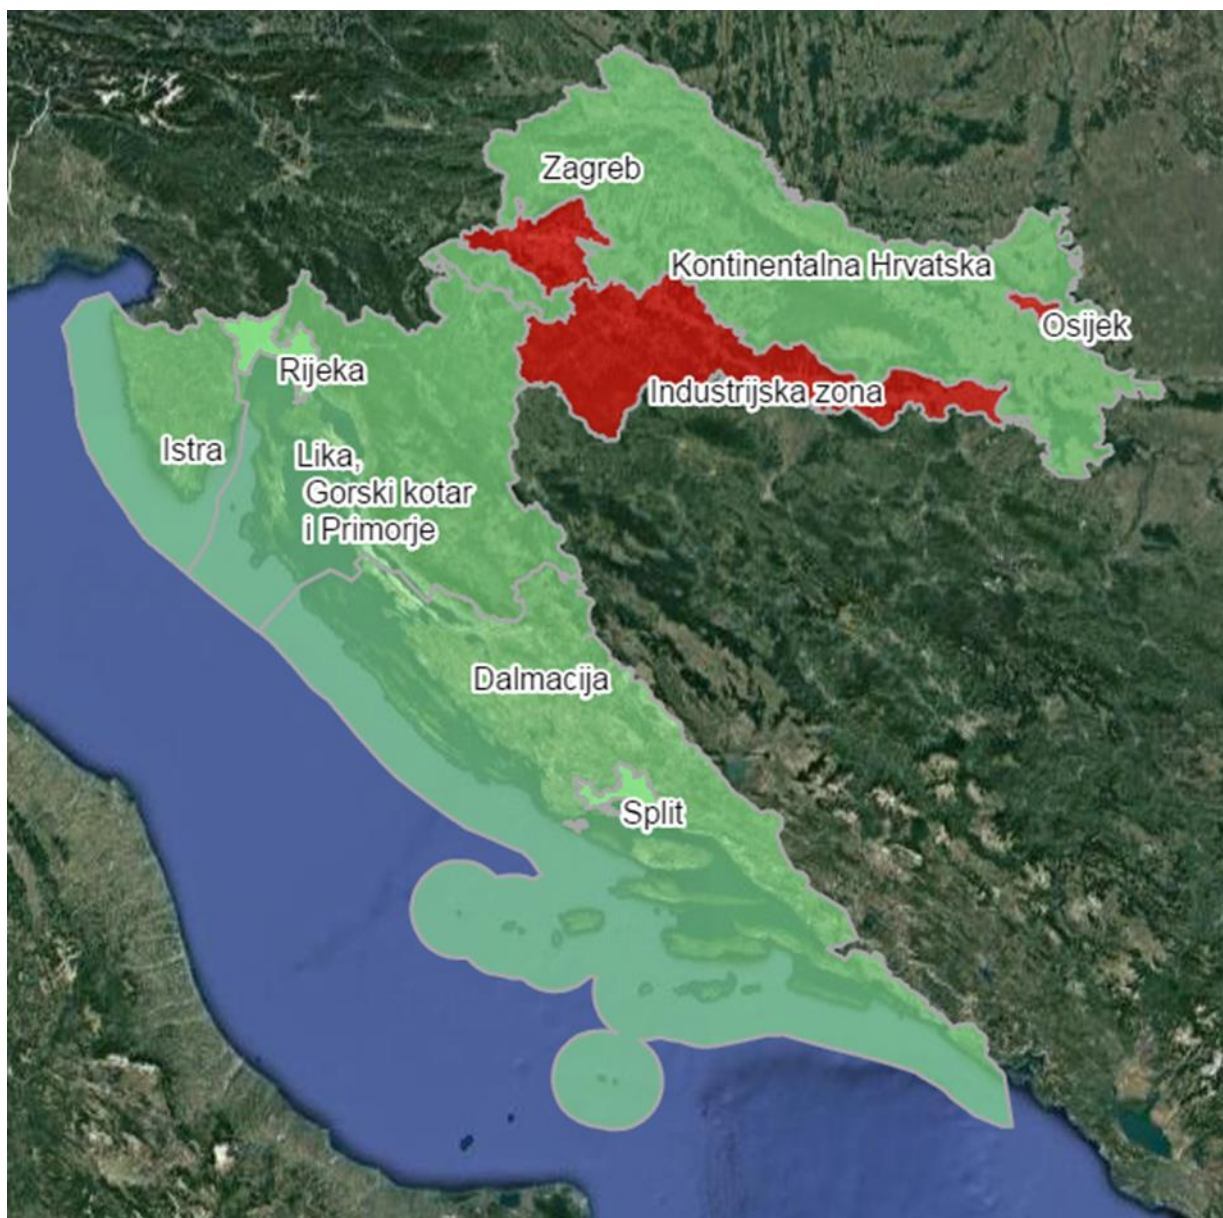 Zagreb
Kontinentalna Hrvatska
Osijek
Rijeka
Industrijska zona
Istra
Lika,
Gorski kotar
i Primorje
Dalmacija
Split